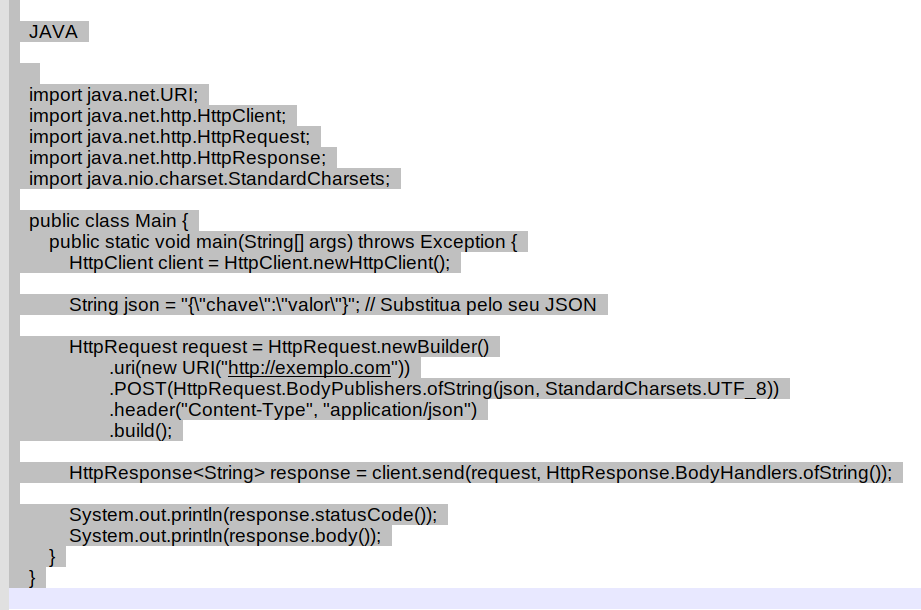 JAVA
import java.net.URI;
import java.net.http.HttpClient;
import java.net.http.HttpRequest;
import java.net.http.HttpResponse;
import java.nio.charset.StandardCharsets;
public class Main {
    public static void main(String[] args) throws Exception {
        HttpClient client = HttpClient.newHttpClient();
        String json = "{\"chave\":\"valor\"}"; // Substitua pelo seu JSON
        HttpRequest request = HttpRequest.newBuilder()
                .uri(new URI("http://exemplo.com"))
                .POST(HttpRequest.BodyPublishers.ofString(json, StandardCharsets.UTF_8))
                .header("Content-Type", "application/json")
                .build();
        HttpResponse<String> response = client.send(request, HttpResponse.BodyHandlers.ofString());
        System.out.println(response.statusCode());
        System.out.println(response.body());
    }
}